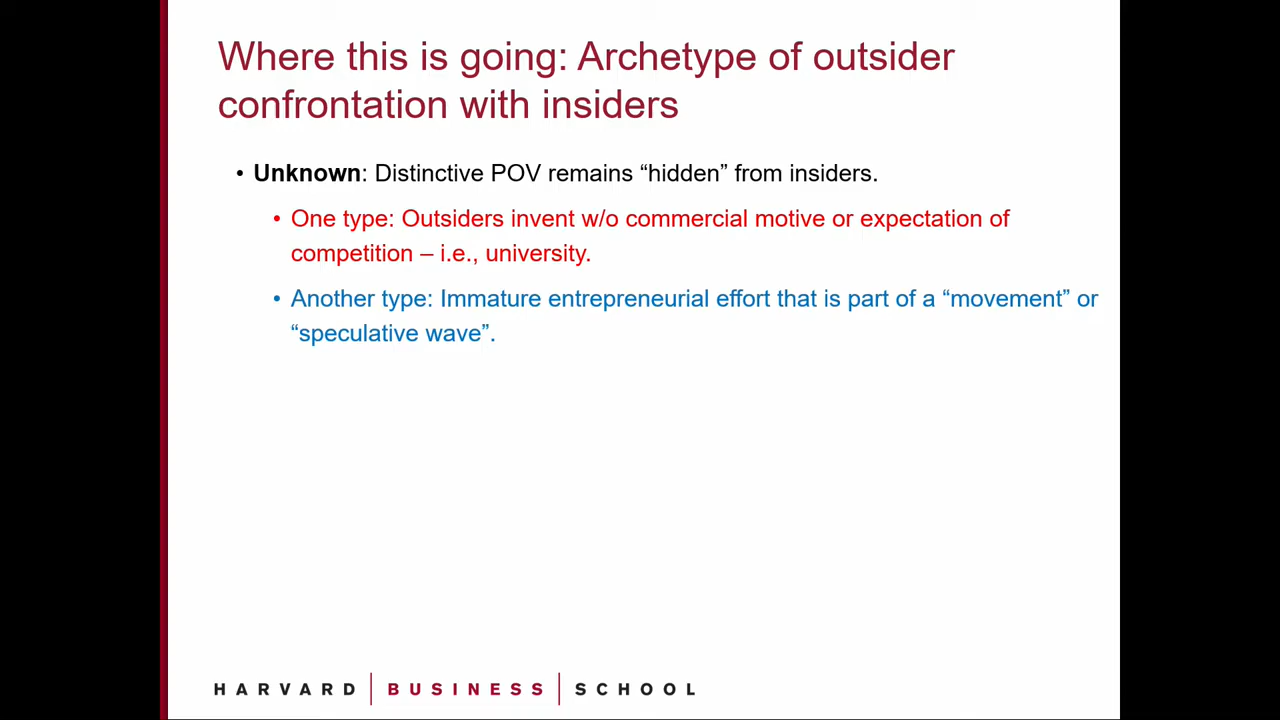 Where this is going: Archetype of outsider
confrontation with insiders
• Unknown: Distinctive POV remains “hidden” from insiders.
• One type: Outsiders invent w/o commercial motive or expectation of
competition – i.e., university.
• Another type: Immature entrepreneurial effort that is part of a “movement” or
“speculative wave”.
HARVARD | BUSINESS | SCHOOL